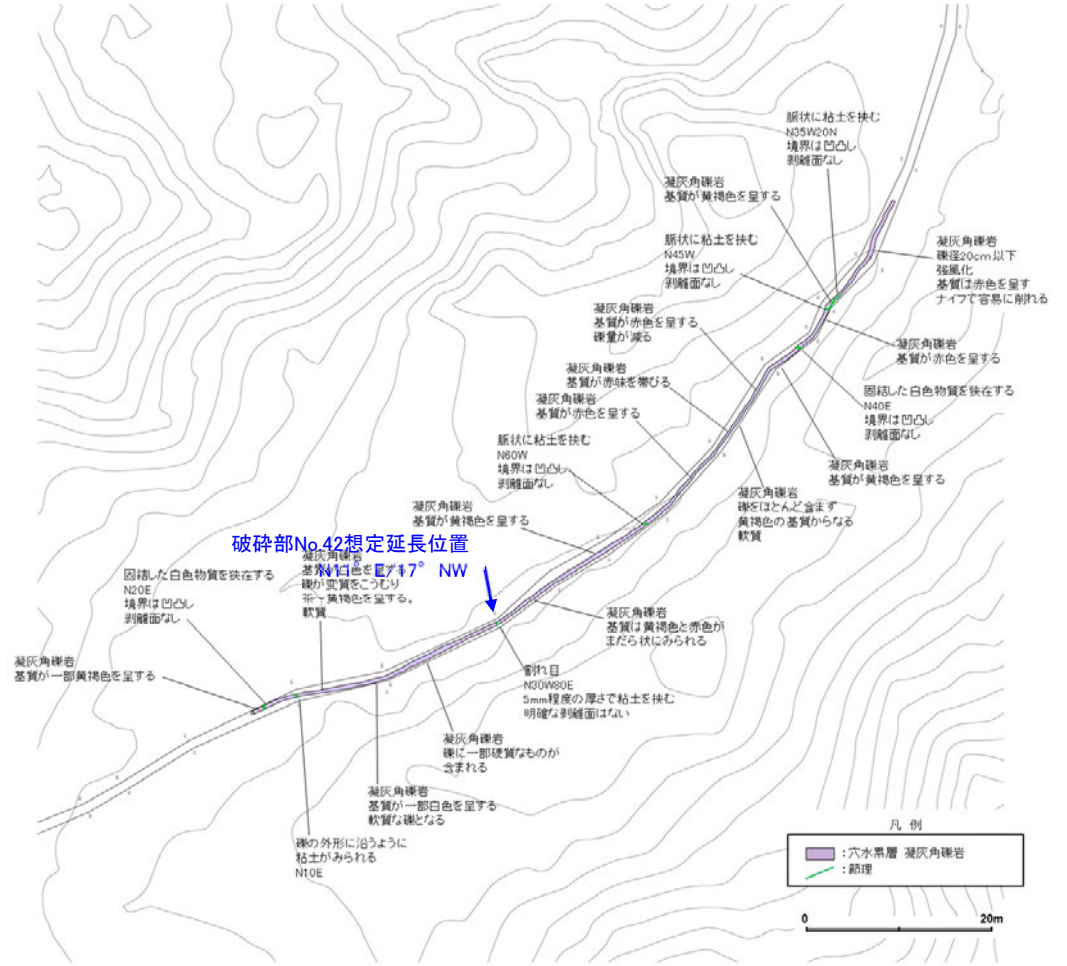 脈状に粘土を挟む
N35W20N
境界は凹凸し
剥離面なし
凝灰角礫岩
基質が黄褐色を呈する
脈状に粘土を挟む
N45W
境界は凹凸し
剥離面なし
凝灰角礫岩
礫径20cm以下
強風化
基質は赤色を呈す
ナイフで容易に削れる
凝灰角礫岩
基質が赤色を呈する
礫量が減る
凝灰角礫岩
基質が赤色を呈する
凝灰角礫岩
基質が赤味を帯びる
固結した白色物質を狭在する
N40E
境界は凹凸し
剥離面なし
凝灰角礫岩
基質が赤色を呈する
脈状に粘土を挟む
N60W
境界は凹凸し
剥離面なし
凝灰角礫岩
基質が黄褐色を呈する
凝灰角礫岩
礫をほとんど含まず
黄褐色の基質からなる
軟質
凝灰角礫岩
基質が黄褐色を呈する
破砕部No.42想定延長位置
N11°E/17°NW
凝灰角礫岩
礫が変質をこうむり
茶~黄褐色を呈する。
軟質
固結した白色物質を狭在する
N20E
境界は凹凸し
剥離面なし
凝灰角礫岩
基質は黄褐色と赤色が
まだら状にみられる
凝灰角礫岩
基質が一部黄褐色を呈する
割れ目
N30W80E
5mm程度の厚さで粘土を挟む
明確な剥離面はない
凝灰角礫岩
礫に一部硬質なものが
含まれる
凝灰角礫岩
基質が一部白色を呈する
軟質な礫となる
礫の外形に沿うように
粘土がみられる
N10E
凡 例
:穴水累層 凝灰角礫岩
:節理
0 20m